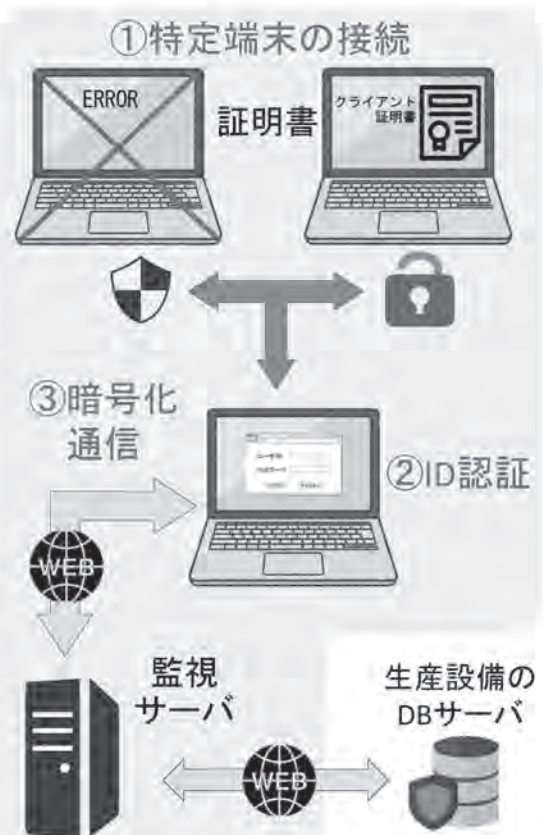 ①特定端末の接続
ERROR
証明書
クライアント
証明書
③暗号化
通信
②ID認証
WEB
監視
サーバ
生産設備の
DBサーバ
WEB